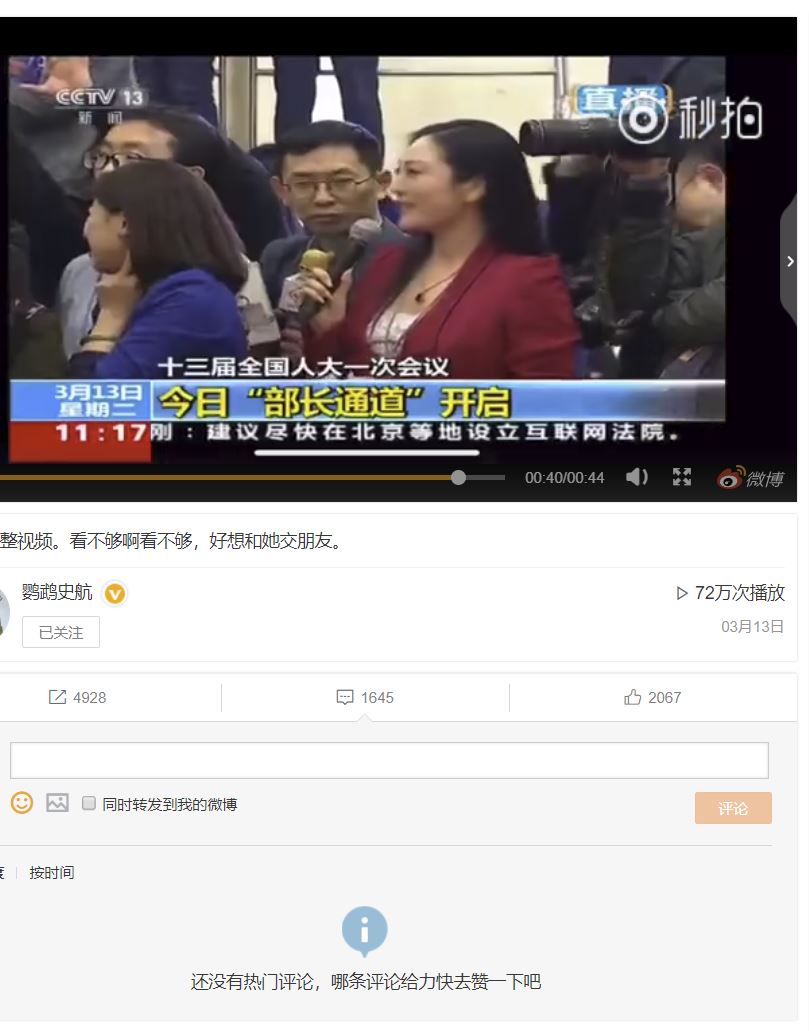 CCTV 13
新闻
直播
秒拍
十三届全国人大一次会议
3月13日
星期二
今日“部长通道”开启
11:17
刚：建议尽快在北京等地设立互联网法院。
00:40/00:44
微博
整视频。看不够啊看不够，好想和她交朋友。
鹦鹉史航
72万次播放
已关注
03月13日
4928
1645
2067
同时转发到我的微博
评论
按时间
还没有热门评论，哪条评论给力快去赞一下吧